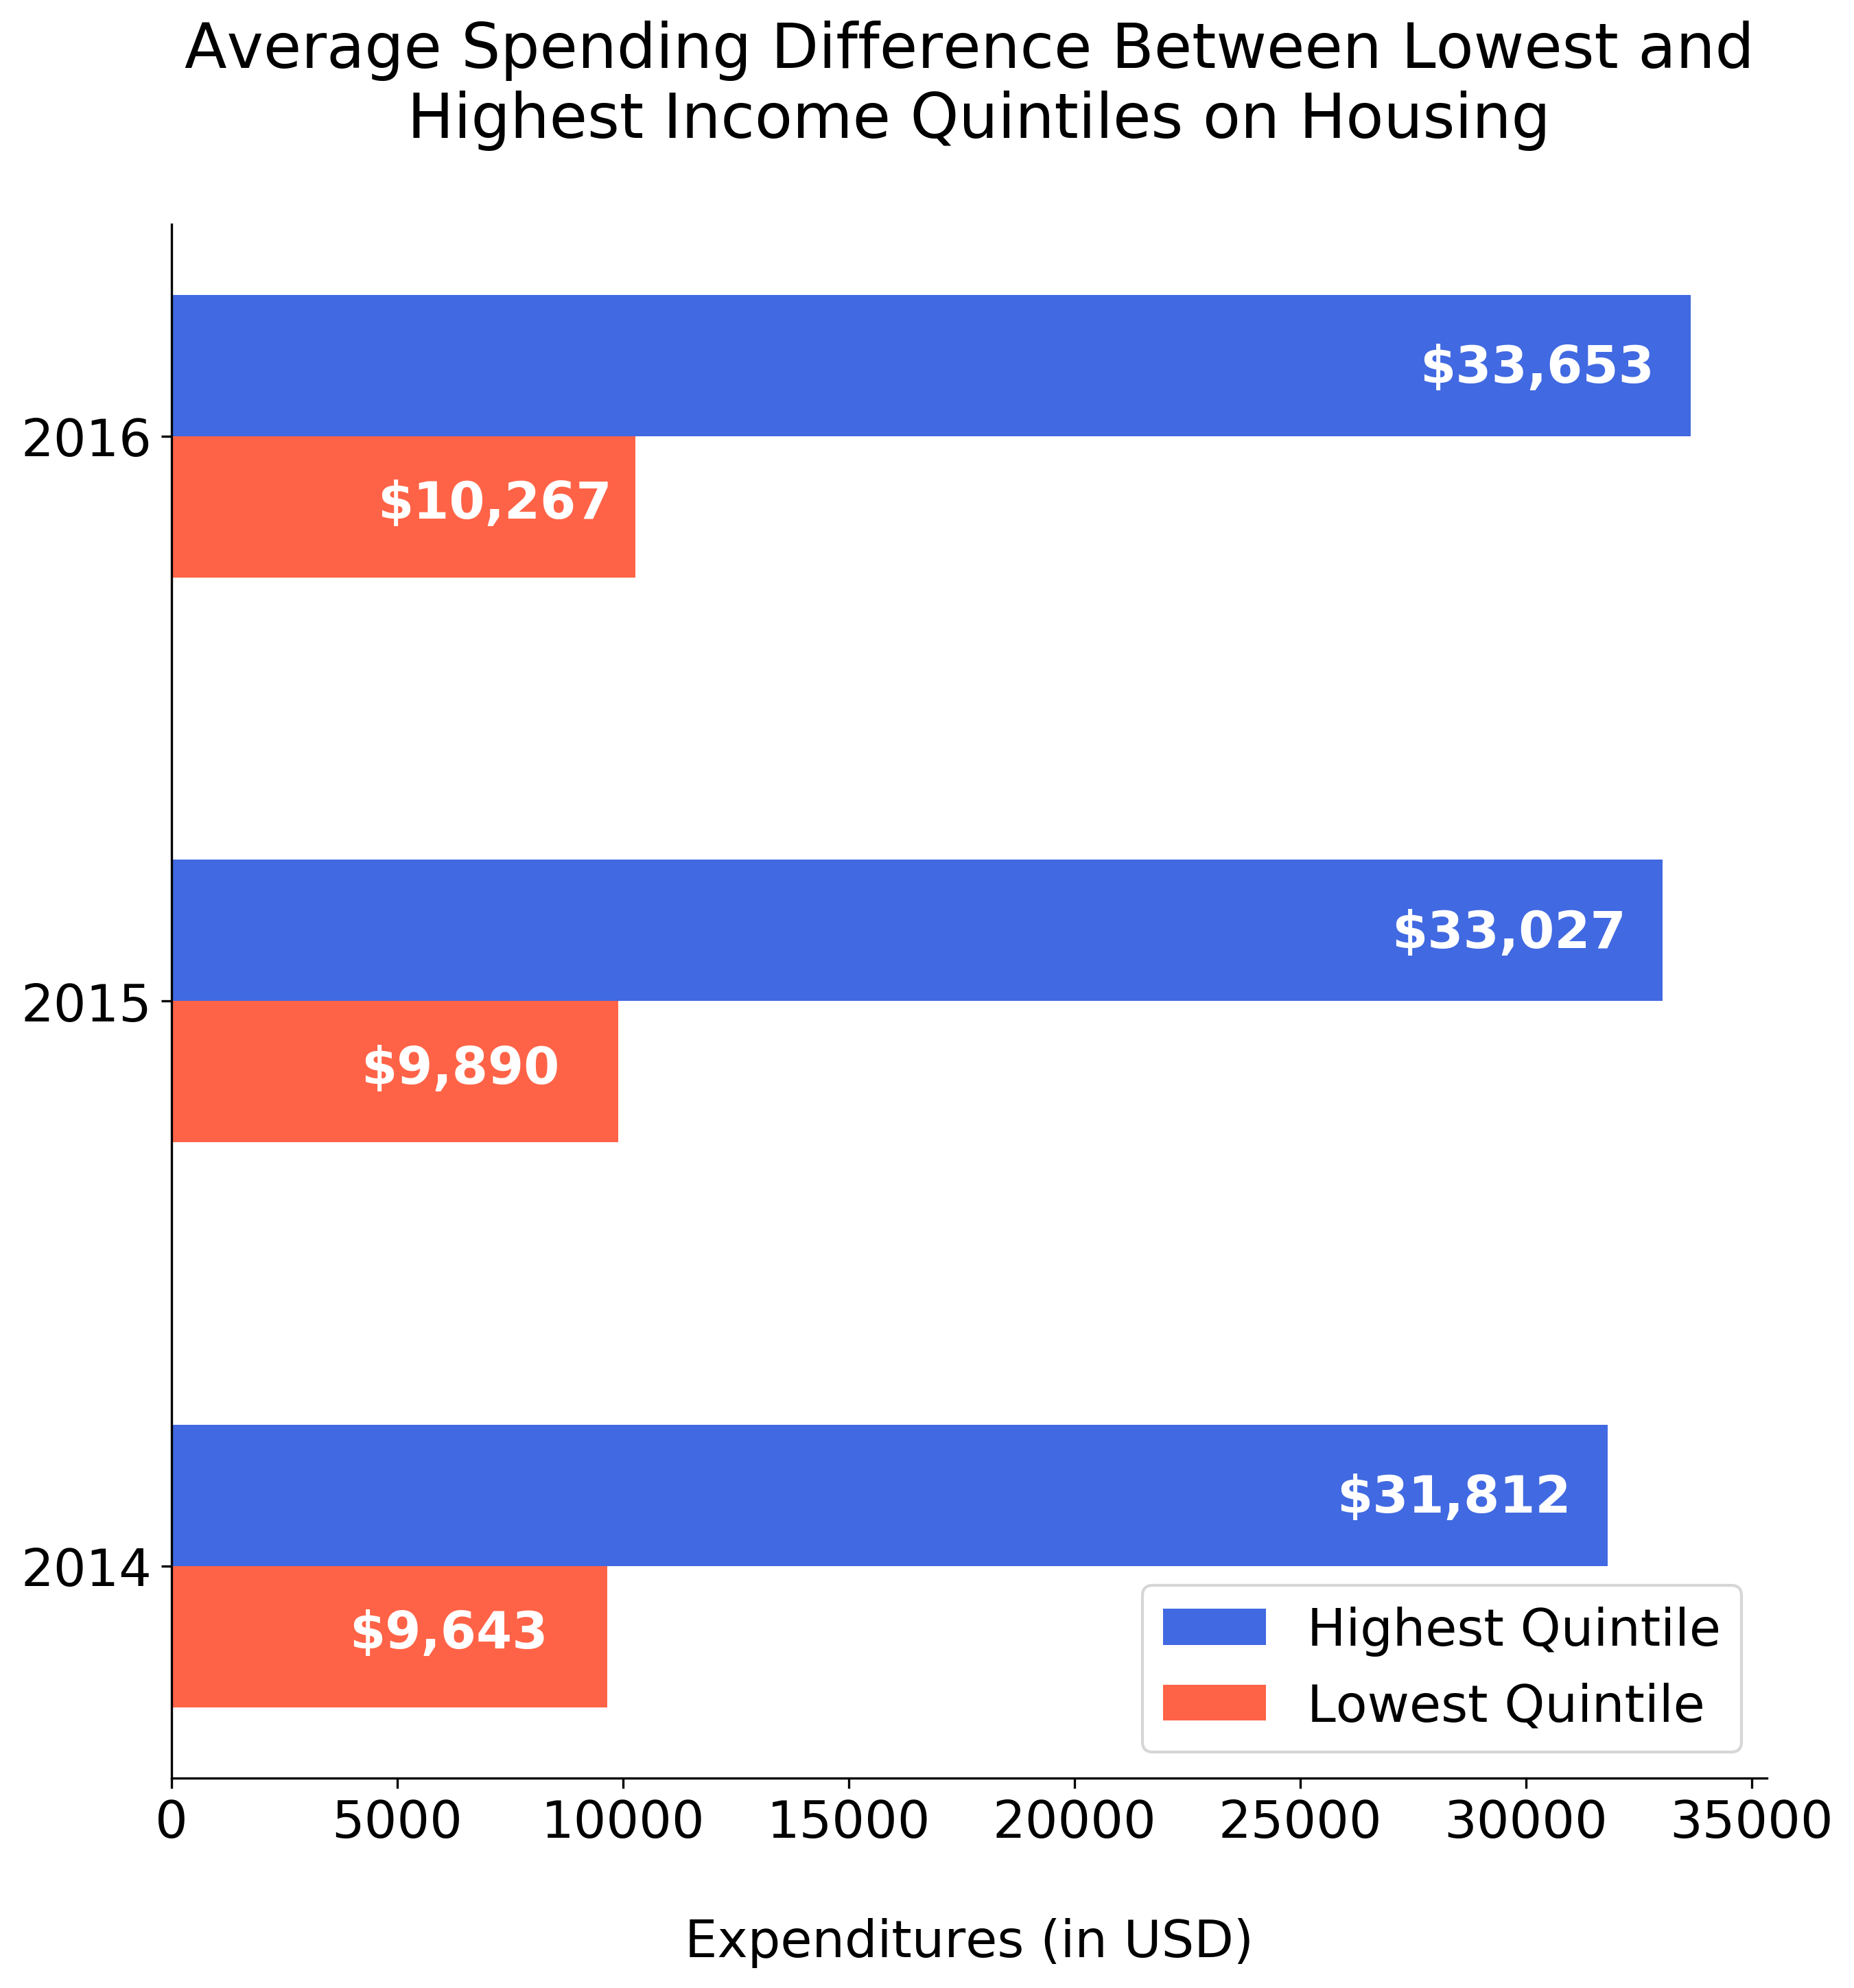 Average Spending Difference Between Lowest and
Highest Income Quintiles on Housing
2016
$33,653
$10,267
2015
$33,027
$9,890
2014
$31,812
$9,643
Highest Quintile
Lowest Quintile
0 5000 10000 15000 20000 25000 30000 35000
Expenditures (in USD)